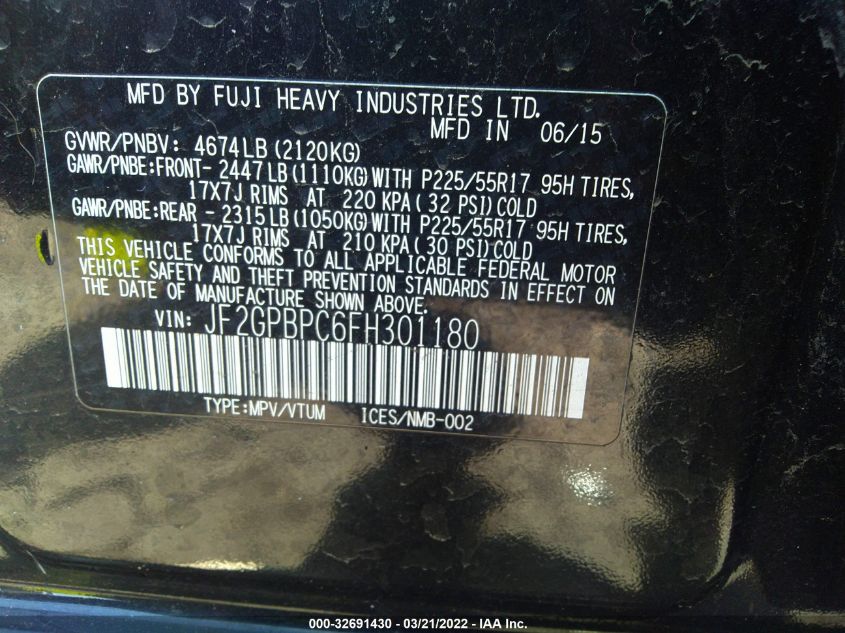 MFD BY FUJI HEAVY INDUSTRIES LTD.
MFD IN 06/15
GVWR/PNBV: 4674LB(2120KG)
GAWR/PNBE:FRONT- 2447LB(1110KG)WITH P225/55R17 95H TIRES,
17X7J RIMS AT 220 KPA(32 PSI)COLD
GAWR/PNBE:REAR - 2315LB(1050KG)WITH P225/55R17 95H TIRES,
17X7J RIMS AT 210 KPA(30 PSI)COLD
THIS VEHICLE CONFORMS TO ALL APPLICABLE FEDERAL MOTOR
VEHICLE SAFETY AND THEFT PREVENTION STANDARDS IN EFFECT ON
THE DATE OF MANUFACTURE SHOWN ABOVE.
VIN: JF2GPBPC6FH301180
TYPE:MPV/VTUM ICES/NMB-002
000-32691430 - 03/21/2022 - IAA Inc.